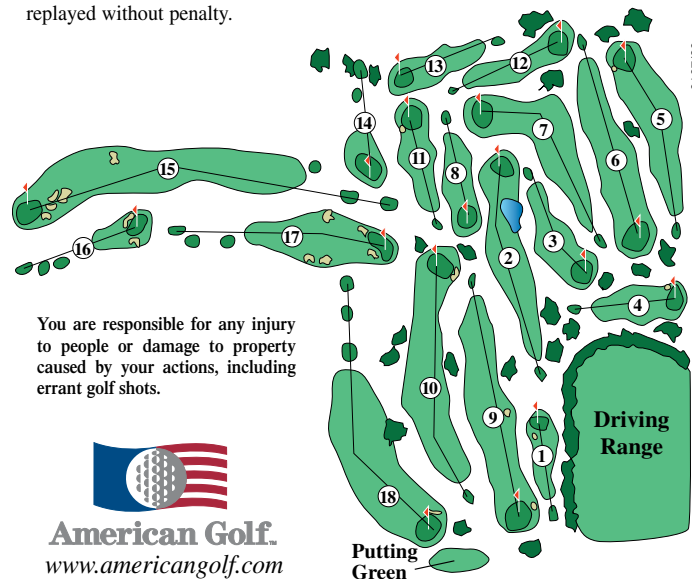 replayed without penalty.
13
12
14
5
11
8
7
6
15
16
17
2
3
4
You are responsible for any injury
to people or damage to property
caused by your actions, including
errant golf shots.
10
9
1
18
Driving
Range
American Golf™
www.americangolf.com
Putting
Green